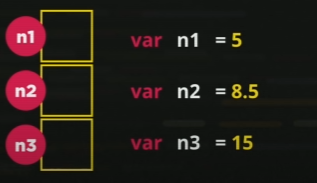 n1 var n1 = 5
n2 var n2 = 8.5
n3 var n3 = 15